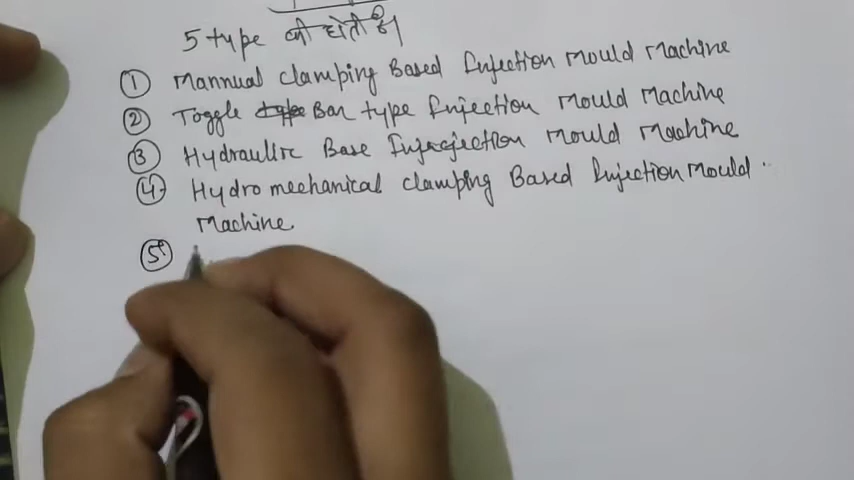 5 type की होती है।
① Mannual clamping Based Injection Mould Machine
② Toggle Bar type Injection Mould Machine
③ Hydraulic Base Injejection Mould Machine
④ Hydro mechanical clamping Based Injection Mould
Machine.
⑤